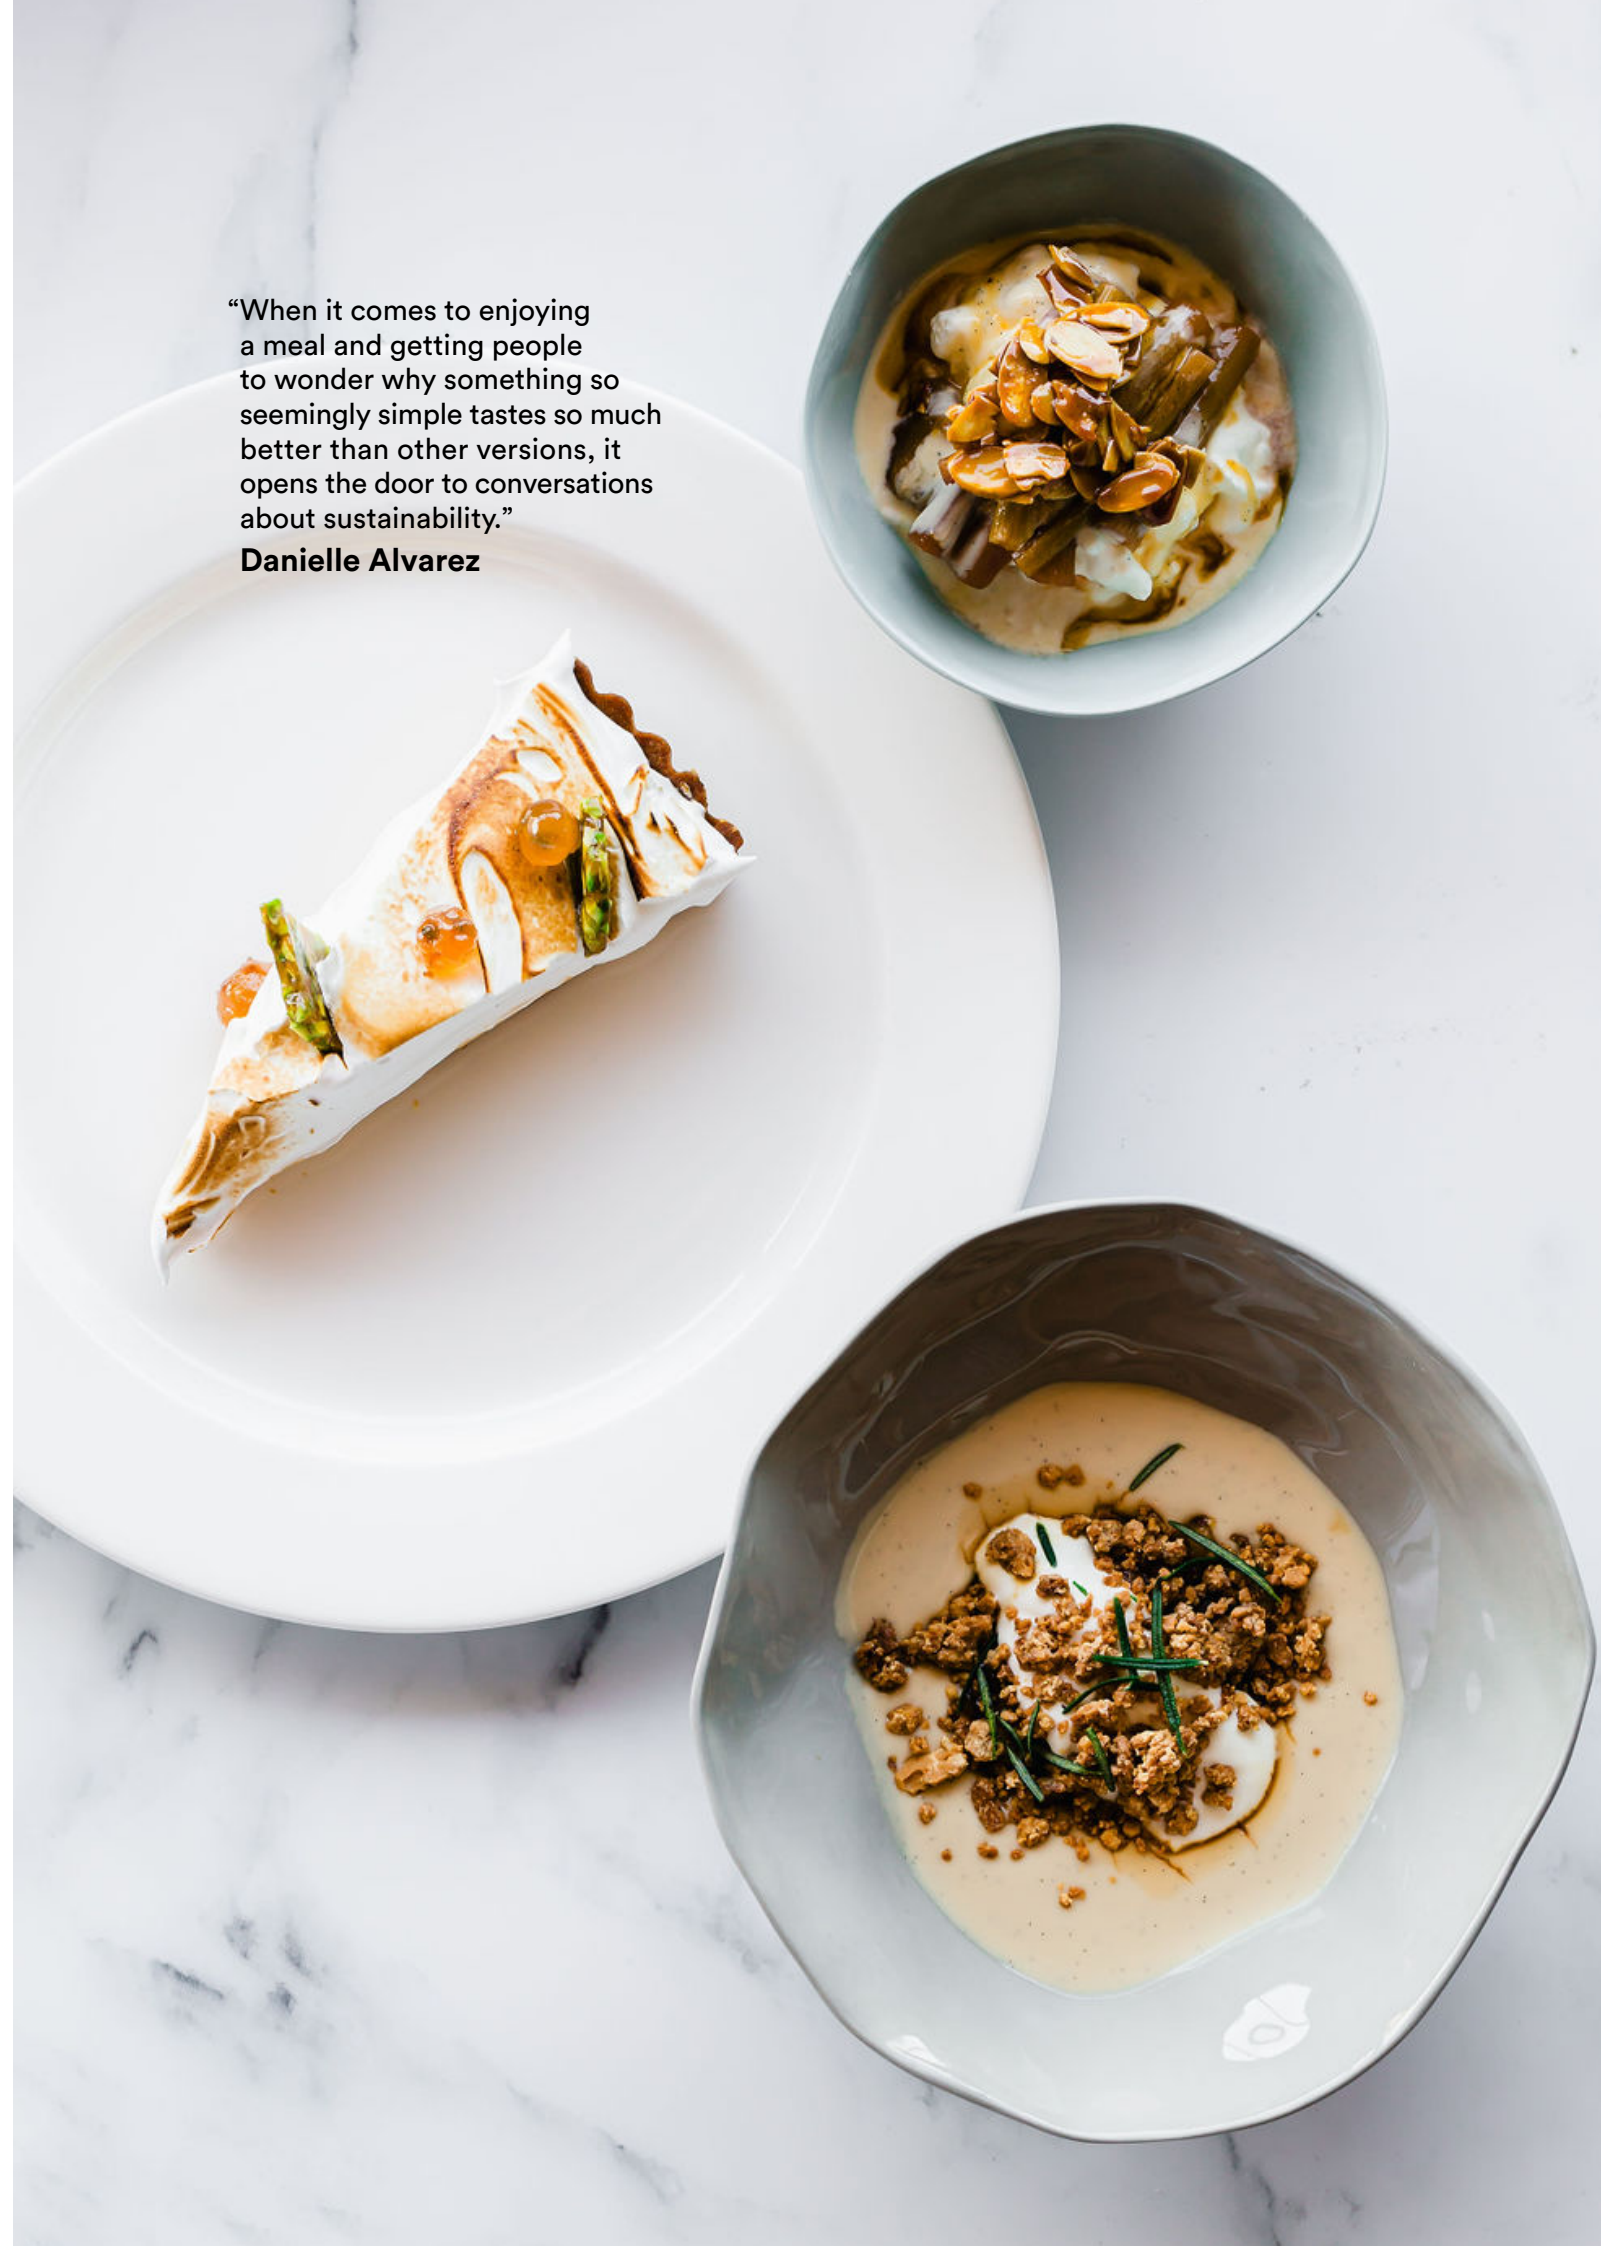 “When it comes to enjoying
a meal and getting people
to wonder why something so
seemingly simple tastes so much
better than other versions, it
opens the door to conversations
about sustainability.”
Danielle Alvarez